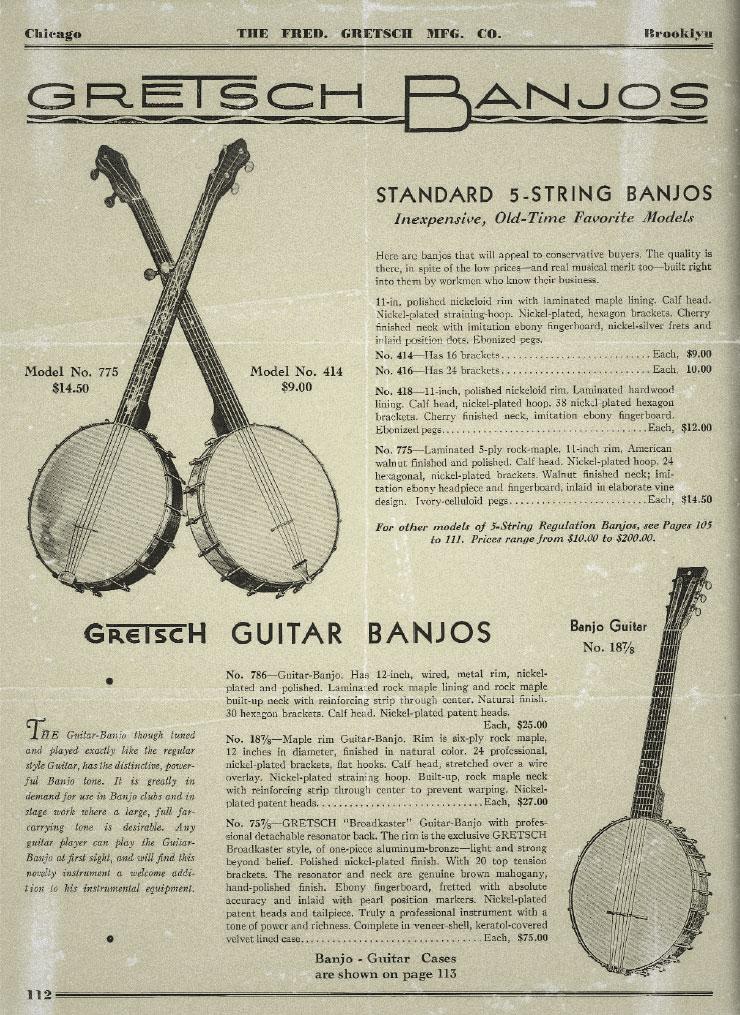 Chicago THE FRED. GRETSCH MFG. CO. Brooklyn
GRETSCH BANJOS
STANDARD 5-STRING BANJOS
Inexpensive, Old-Time Favorite Models
Here are banjos that will appeal to conservative buyers. The quality is
there, in spite of the low prices—and real musical merit too—built right
into them by workmen who know their business.
11-in. polished nickeloid rim with laminated maple lining. Calf head.
Nickel-plated straining-hoop. Nickel-plated, hexagon brackets. Cherry
finished neck with imitation ebony fingerboard, nickel-silver frets and
inlaid position dots. Ebonized pegs.
No. 414—Has 16 brackets..............................Each, $9.00
No. 416—Has 24 brackets..............................Each, 10.00
No. 418—11-inch, polished nickeloid rim. Laminated hardwood
lining. Calf head, nickel-plated hoop. 38 nickel-plated hexagon
brackets. Cherry finished neck, imitation ebony fingerboard.
Ebonized pegs..........................................Each, $12.00
No. 775—Laminated 5-ply rock-maple. 11-inch rim, American
walnut finished and polished. Calf head. Nickel-plated hoop. 24
hexagonal, nickel-plated brackets. Walnut finished neck; imi-
tation ebony headpiece and fingerboard, inlaid in elaborate vine
design. Ivory-celluloid pegs............................Each, $14.50
For other models of 5-String Regulation Banjos, see Pages 105
to 111. Prices range from $10.00 to $200.00.
Model No. 775
$14.50
Model No. 414
$9.00
GRETSCH GUITAR BANJOS
Banjo Guitar
No. 18⅞
THE Guitar-Banjo though tuned
and played exactly like the regular
style Guitar, has the distinctive, power-
ful Banjo tone. It is greatly in
demand for use in Banjo clubs and in
stage work where a large, full far-
carrying tone is desirable. Any
guitar player can play the Guitar-
Banjo at first sight, and will find this
novelty instrument a welcome addi-
tion to his instrumental equipment.
No. 786—Guitar-Banjo. Has 12-inch, wired, metal rim, nickel-
plated and polished. Laminated rock maple lining and rock maple
built-up neck with reinforcing strip through center. Natural finish.
30 hexagon brackets. Calf head. Nickel-plated patent heads.
Each, $25.00
No. 18⅞—Maple rim Guitar-Banjo. Rim is six-ply rock maple,
12 inches in diameter, finished in natural color. 24 professional,
nickel-plated brackets, flat hooks. Calf head, stretched over a wire
overlay. Nickel-plated straining hoop. Built-up, rock maple neck
with reinforcing strip through center to prevent warping. Nickel-
plated patent heads.................................Each, $27.00
No. 75⅞—GRETSCH "Broadkaster" Guitar-Banjo with profes-
sional detachable resonator back. The rim is the exclusive GRETSCH
Broadkaster style, of one-piece aluminum-bronze—light and strong
beyond belief. Polished nickel-plated finish. With 20 top tension
brackets. The resonator and neck are genuine brown mahogany,
hand-polished finish. Ebony fingerboard, fretted with absolute
accuracy and inlaid with pearl position markers. Nickel-plated
patent heads and tailpiece. Truly a professional instrument with a
tone of power and richness. Complete in veneer-shell, keratol-covered
velvet lined case....................................Each, $75.00
Banjo - Guitar Cases
are shown on page 113
112